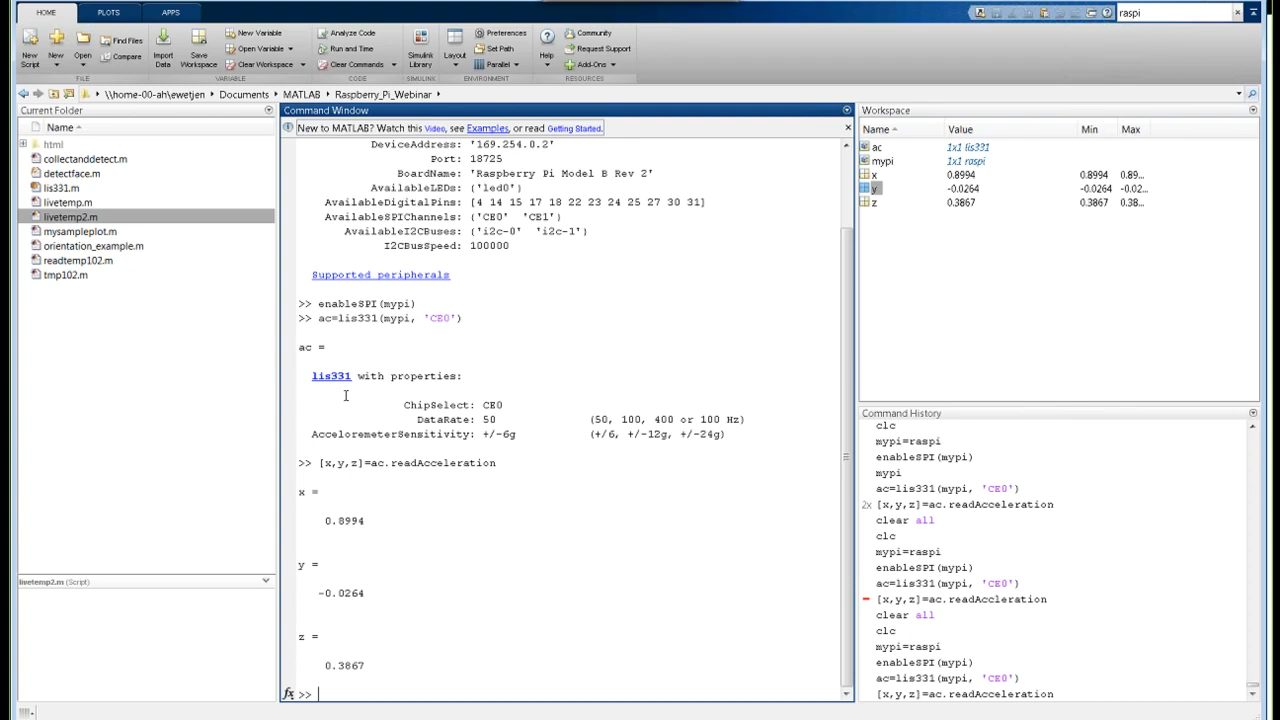 HOME PLOTS APPS
raspi
New Script
New
Open
Find Files
Compare
FILE
Import Data
Save Workspace
New Variable
Open Variable
Clear Workspace
VARIABLE
Analyze Code
Run and Time
Clear Commands
CODE
Simulink Library
SIMULINK
Layout
Preferences
Set Path
Parallel
ENVIRONMENT
Help
Community
Request Support
Add-Ons
RESOURCES
\\home-00-ah\ewetjen ▸ Documents ▸ MATLAB ▸ Raspberry_Pi_Webinar ▸
Current Folder
Name
html
collectanddetect.m
detectface.m
lis331.m
livetemp.m
livetemp2.m
mysampleplot.m
orientation_example.m
readtemp102.m
tmp102.m
livetemp2.m (Script)
Command Window
New to MATLAB? Watch this Video, see Examples, or read Getting Started.
DeviceAddress: '169.254.0.2'
Port: 18725
BoardName: 'Raspberry Pi Model B Rev 2'
AvailableLEDs: {'led0'}
AvailableDigitalPins: [4 14 15 17 18 22 23 24 25 27 30 31]
AvailableSPIChannels: {'CE0' 'CE1'}
AvailableI2CBuses: {'i2c-0' 'i2c-1'}
I2CBusSpeed: 100000
Supported peripherals
>> enableSPI(mypi)
>> ac=lis331(mypi, 'CE0')
ac =
lis331 with properties:
ChipSelect: CE0
DataRate: 50 (50, 100, 400 or 100 Hz)
AcceloremeterSensitivity: +/-6g (+/6, +/-12g, +/-24g)
>> [x,y,z]=ac.readAcceleration
x =
0.8994
y =
-0.0264
z =
0.3867
fx >>
Workspace
Name Value Min Max
ac 1x1 lis331
mypi 1x1 raspi
x 0.8994 0.8994 0.89...
y -0.0264 -0.0264 -0.02...
z 0.3867 0.3867 0.38...
Command History
clc
mypi=raspi
enableSPI(mypi)
mypi
ac=lis331(mypi, 'CE0')
2x [x,y,z]=ac.readAcceleration
clear all
clc
mypi=raspi
enableSPI(mypi)
ac=lis331(mypi, 'CE0')
[x,y,z]=ac.readAccleration
clear all
clc
mypi=raspi
enableSPI(mypi)
ac=lis331(mypi, 'CE0')
[x,y,z]=ac.readAcceleration